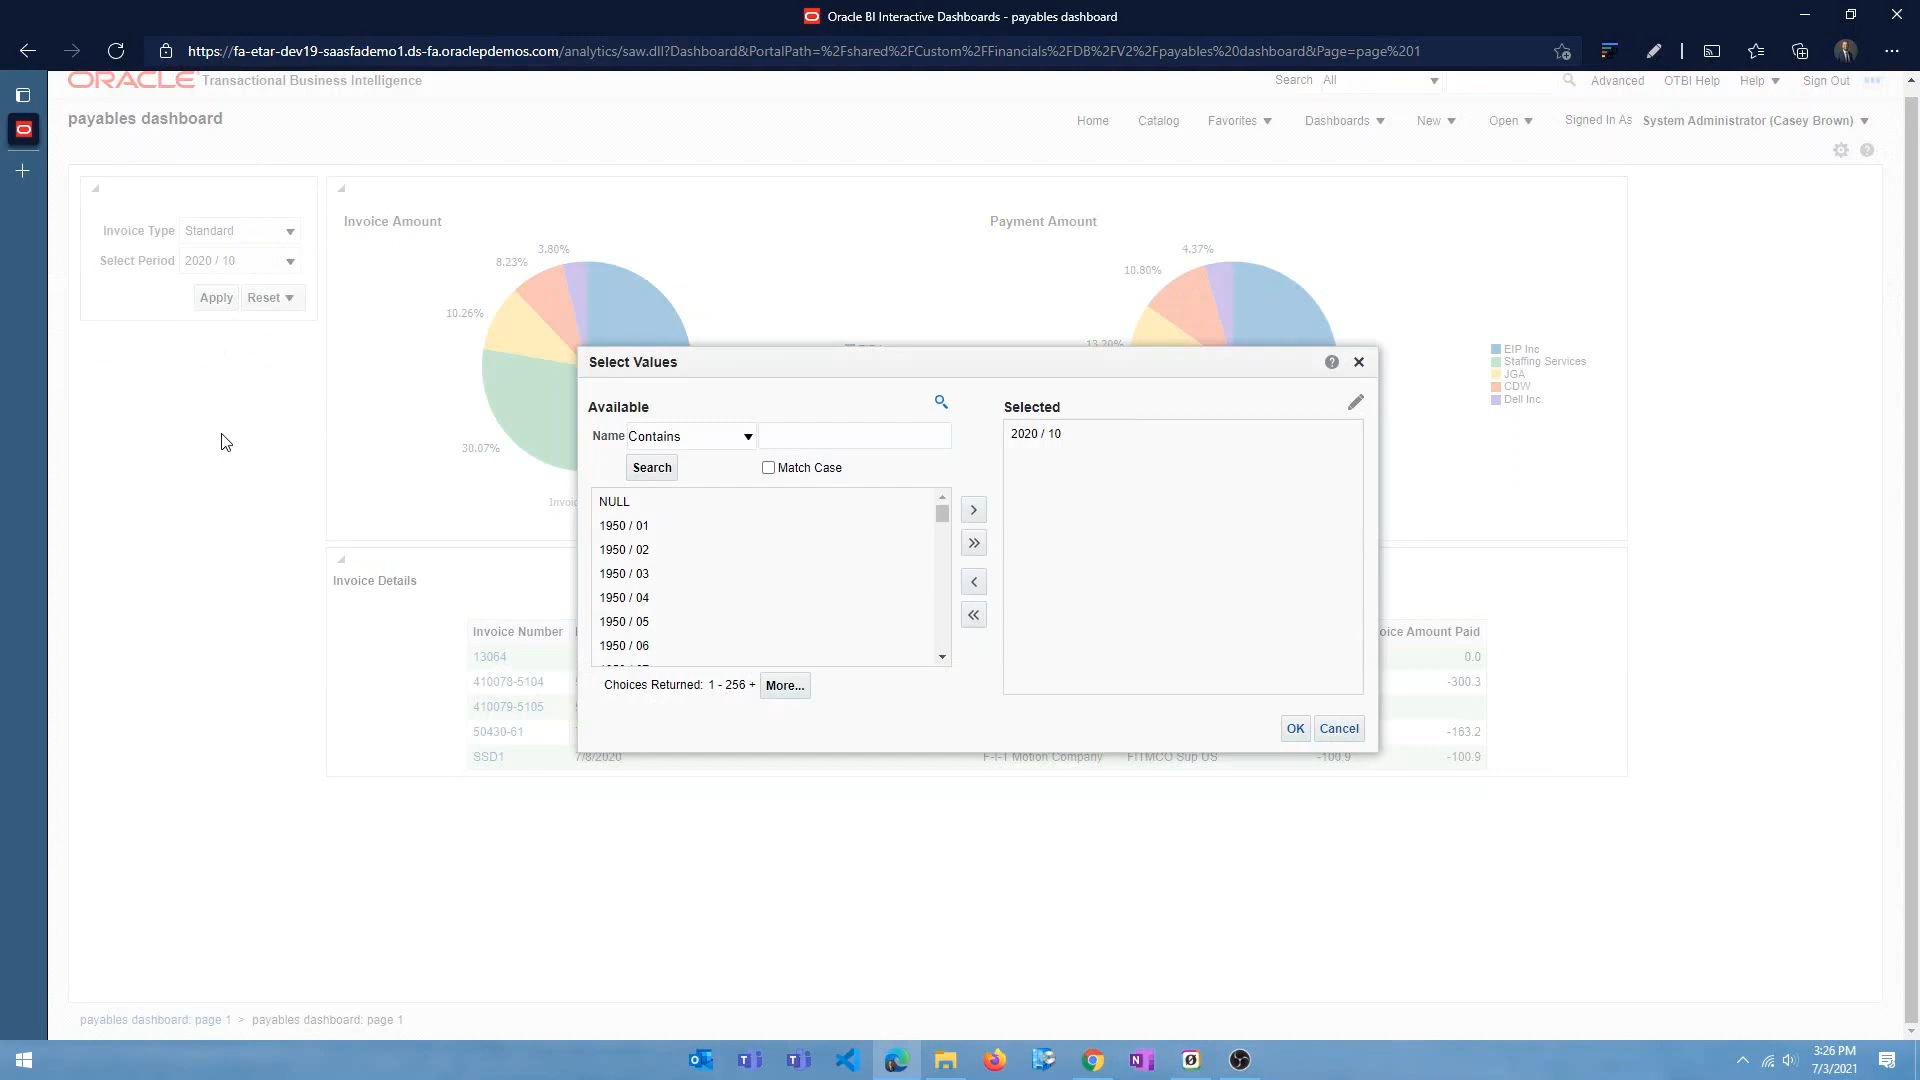 Oracle BI Interactive Dashboards - payables dashboard
https://fa-etar-dev19-saasfademo1.ds-fa.oraclepdemos.com/analytics/saw.dll?Dashboard&PortalPath=%2Fshared%2FCustom%2FFinancials%2FDB%2FV2%2Fpayables%20dashboard&Page=page%201
ORACLE Transactional Business Intelligence
Search All Advanced OTBI Help Help Sign Out
payables dashboard
Home Catalog Favorites Dashboards New Open Signed In As System Administrator (Casey Brown)
Invoice Type Standard
Select Period 2020 / 10
Apply Reset
Invoice Amount
3.80%
8.23%
10.26%
30.07%
Payment Amount
4.37%
10.80%
13.29%
EIP Inc
Staffing Services
JGA
CDW
Dell Inc.
Select Values
Available
Name Contains
Search Match Case
NULL
1950 / 01
1950 / 02
1950 / 03
1950 / 04
1950 / 05
1950 / 06
Choices Returned: 1 - 256 + More...
Selected
2020 / 10
OK Cancel
Invoice Details
Invoice Number
Amount Paid
13064 0.0
410078-5104 -300.3
410079-5105
50430-61 -163.2
SSD1 7/8/2020 F-I-T Motion Company FITMCO Sup US -100.9 -100.9
payables dashboard: page 1 > payables dashboard: page 1
3:26 PM
7/3/2021